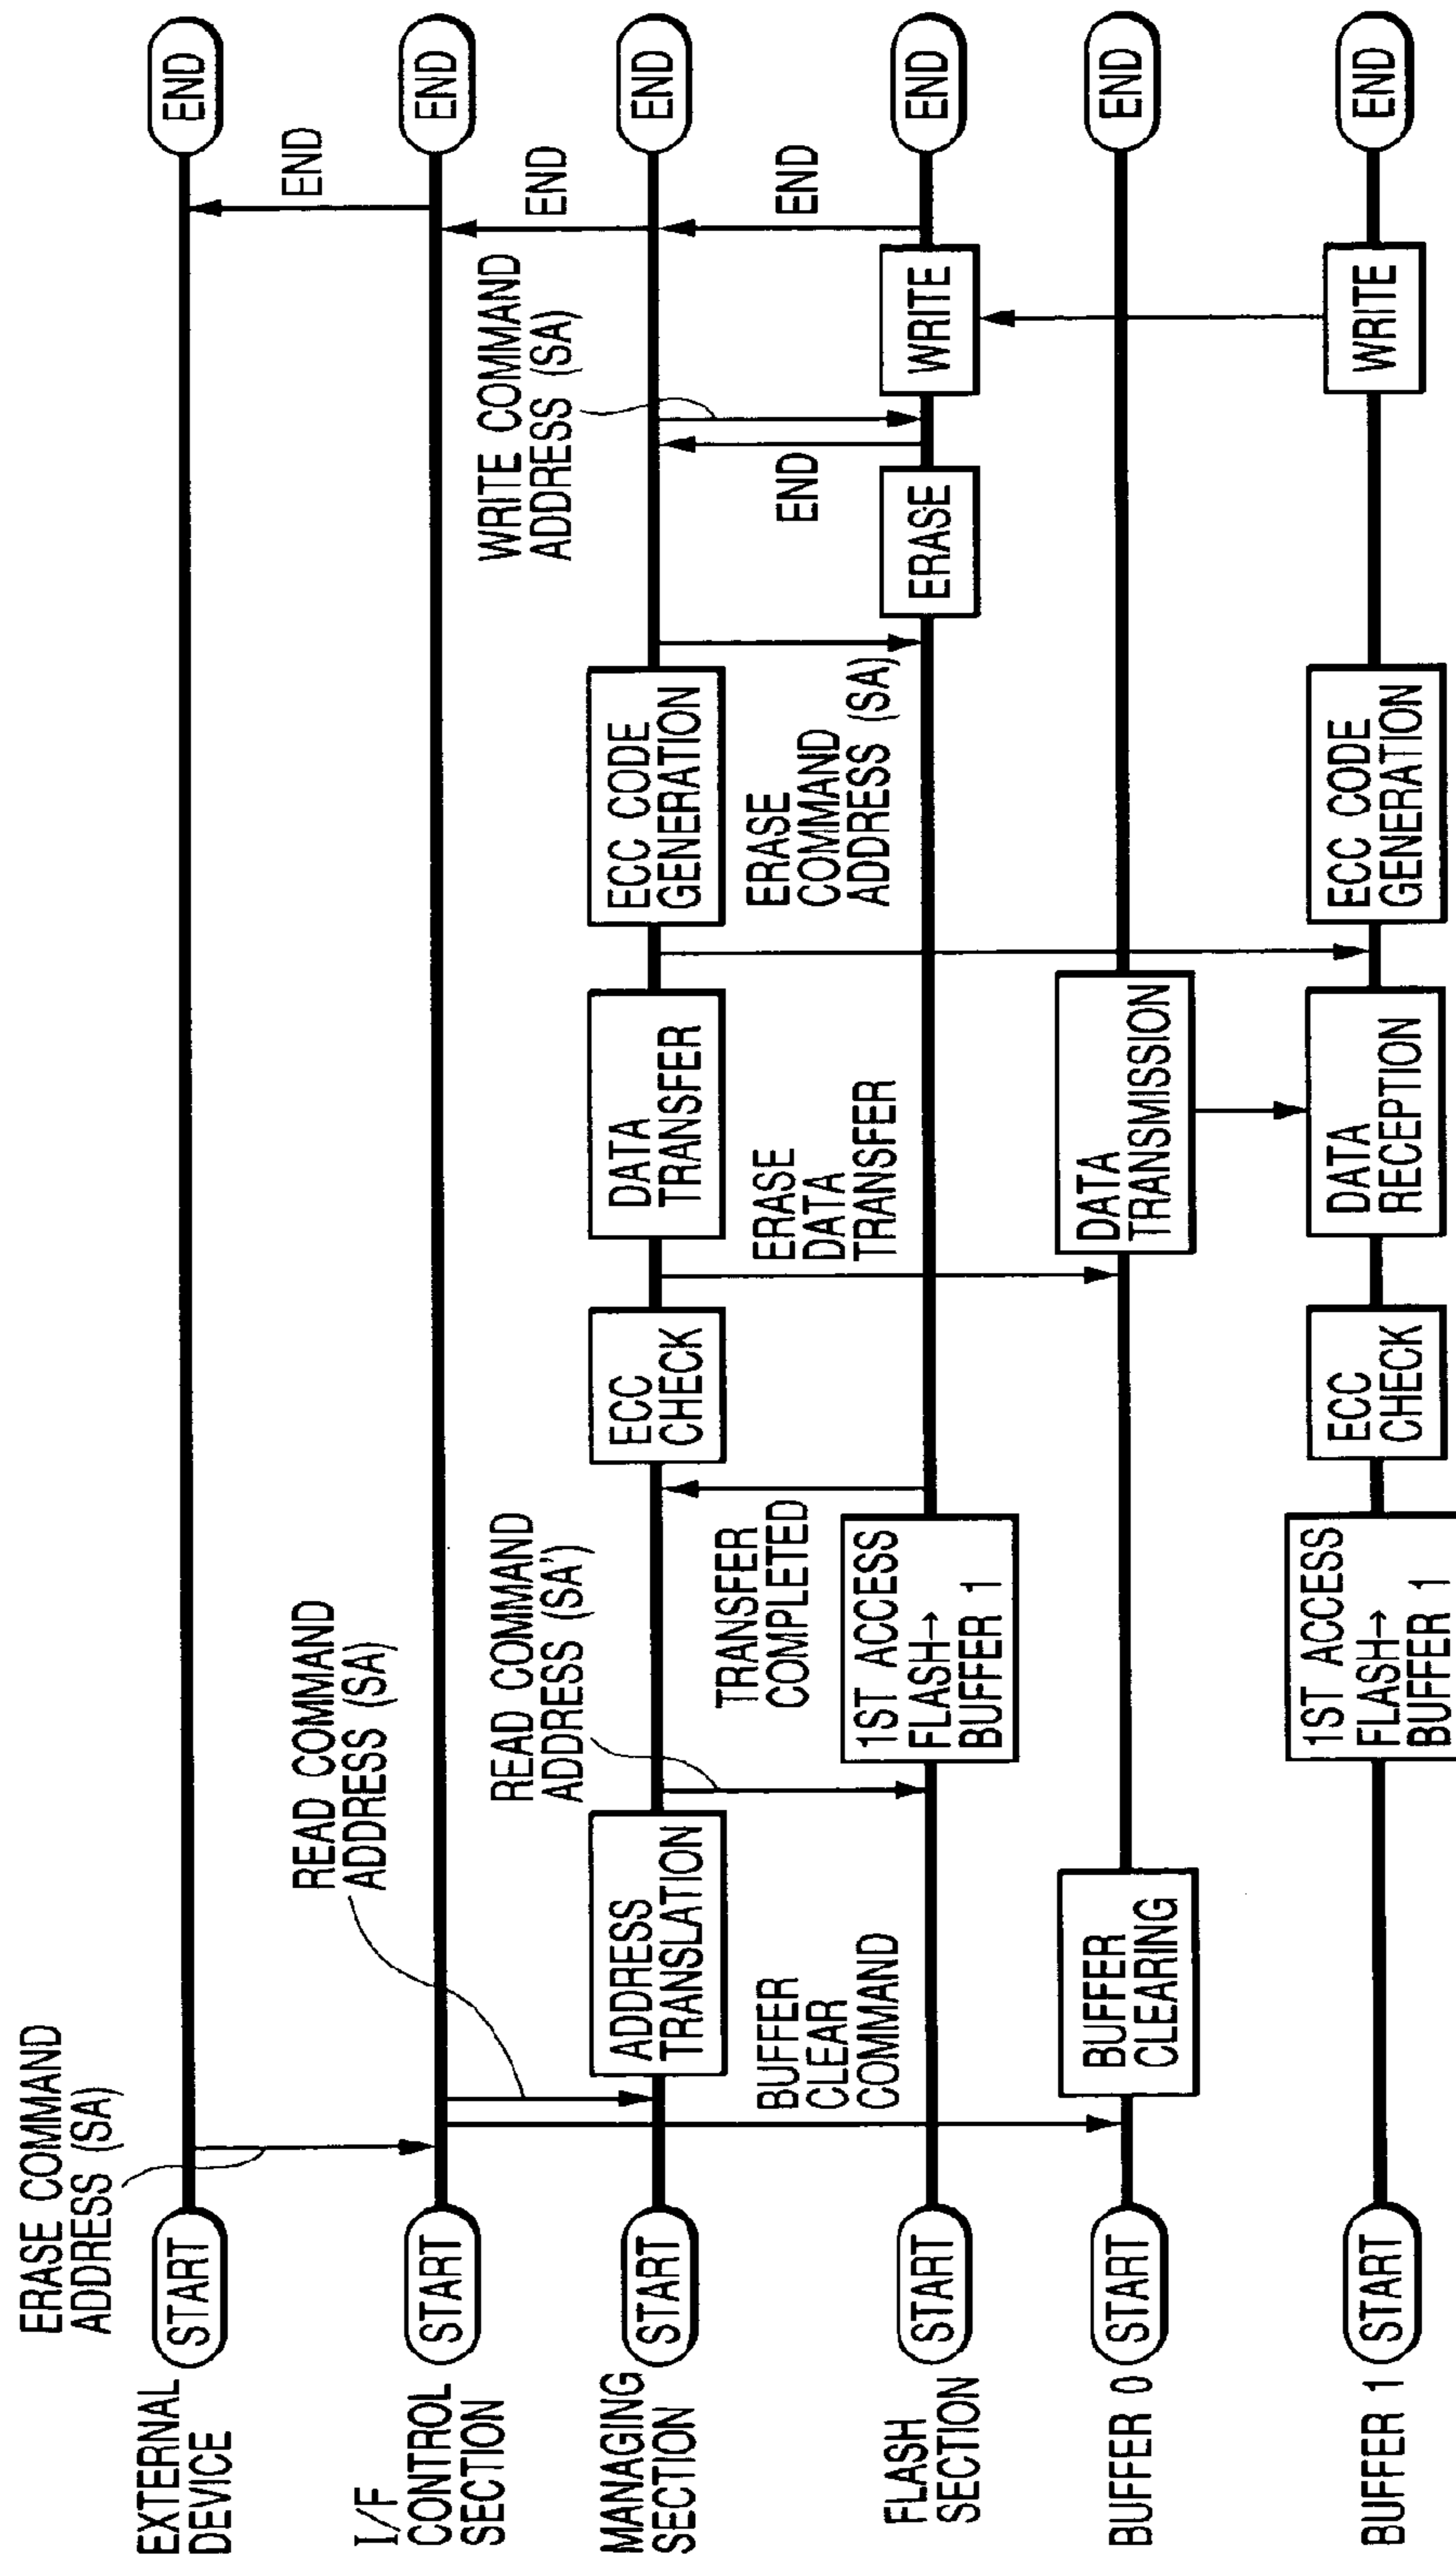 ERASE COMMAND
ADDRESS (SA)
EXTERNAL
DEVICE
START
END
END
READ COMMAND
ADDRESS (SA)
I/F
CONTROL
SECTION
START
END
END
READ COMMAND
ADDRESS (SA')
WRITE COMMAND
ADDRESS (SA)
MANAGING
SECTION
START
ADDRESS
TRANSLATION
ECC
CHECK
DATA
TRANSFER
ECC CODE
GENERATION
END
BUFFER
CLEAR
COMMAND
TRANSFER
COMPLETED
ERASE
DATA
TRANSFER
ERASE
COMMAND
ADDRESS (SA)
END
END
FLASH
SECTION
START
1ST ACCESS
FLASH→
BUFFER 1
ERASE
WRITE
END
BUFFER 0
START
BUFFER
CLEARING
DATA
TRANSMISSION
END
BUFFER 1
START
1ST ACCESS
FLASH→
BUFFER 1
ECC
CHECK
DATA
RECEPTION
ECC CODE
GENERATION
WRITE
END